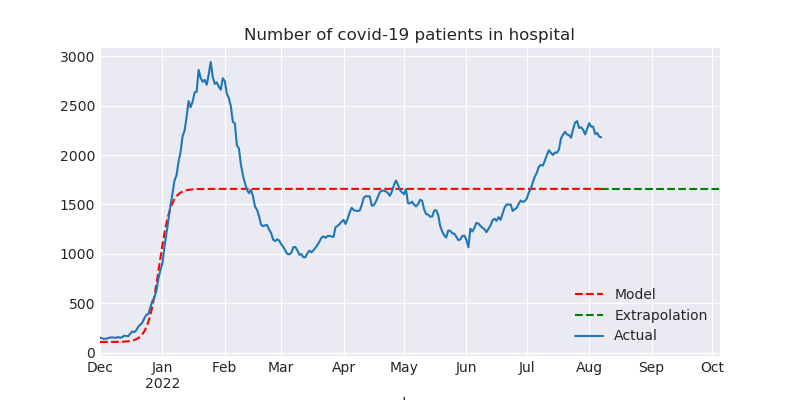 Number of covid-19 patients in hospital
3000
2500
2000
1500
1000
500
0
Model
Extrapolation
Actual
Dec Jan Feb Mar Apr May Jun Jul Aug Sep Oct
2022